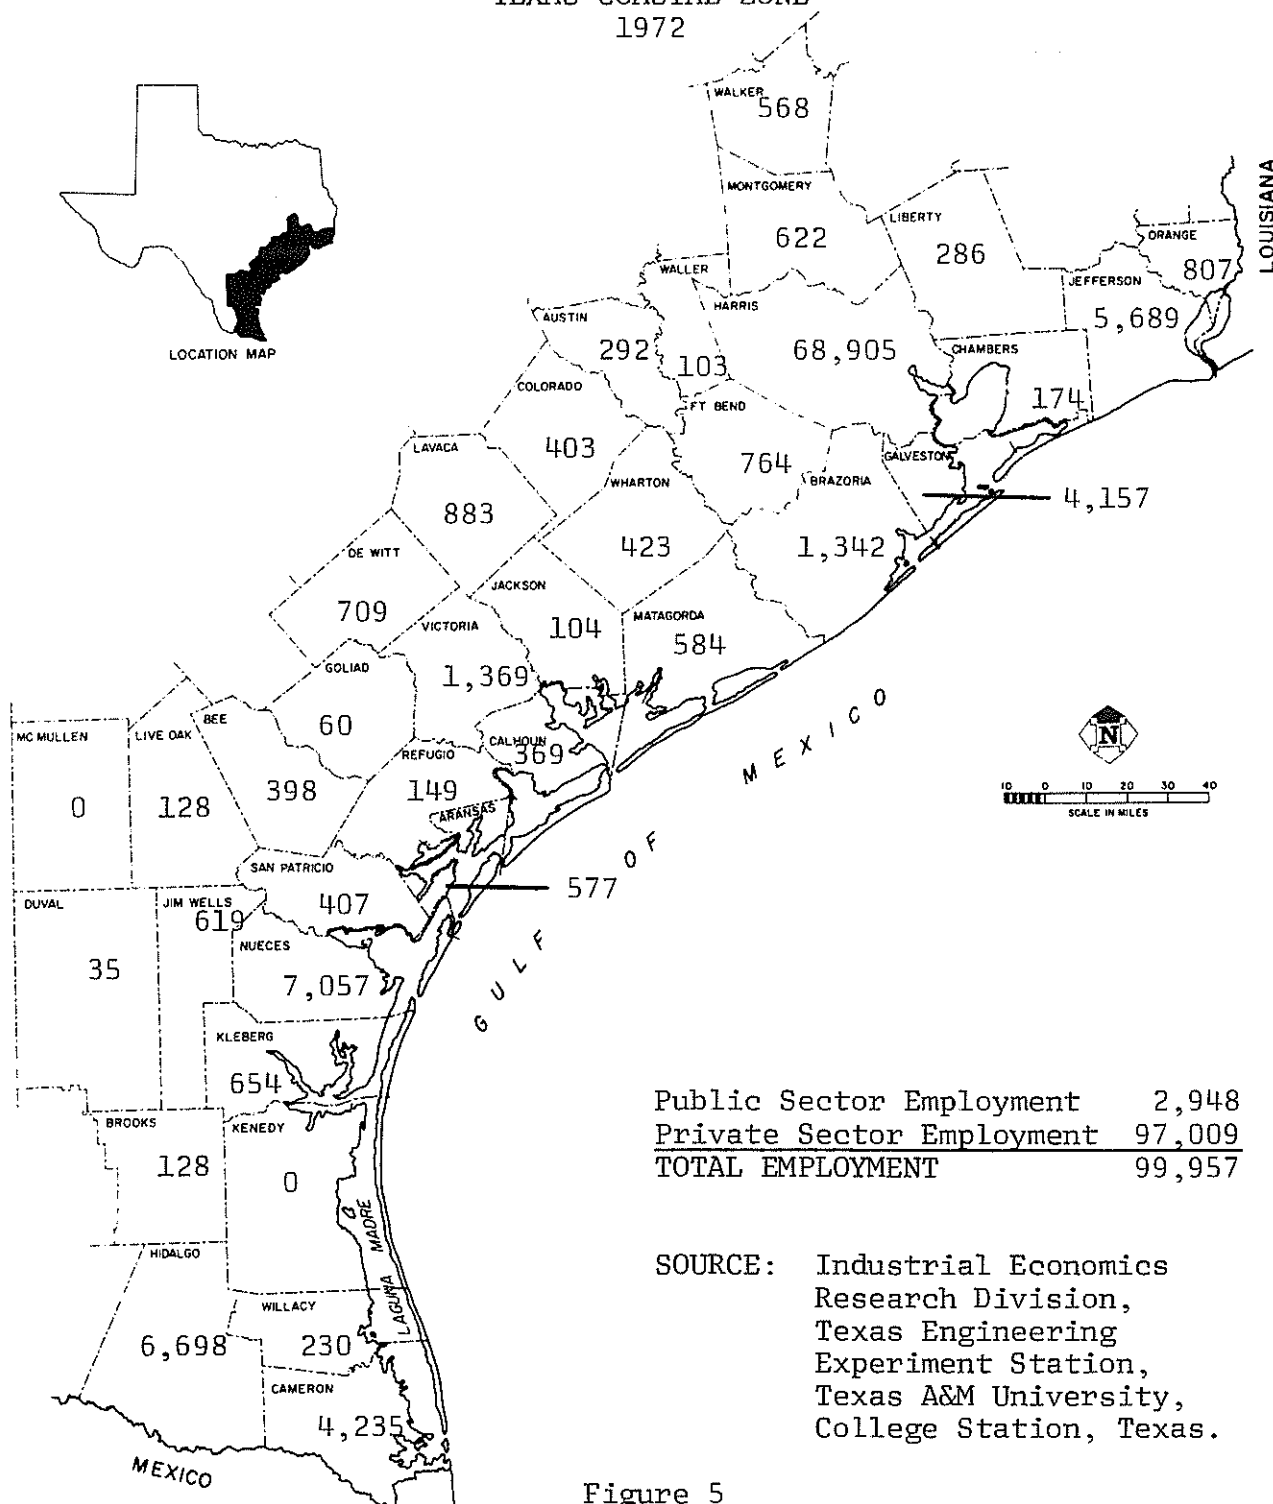 1972
WALKER
568
MONTGOMERY
622
LIBERTY
286
ORANGE
807
LOUISIANA
JEFFERSON
5,689
WALLER
103
HARRIS
68,905
CHAMBERS
174
AUSTIN
292
LOCATION MAP
COLORADO
403
FT BEND
764
LAVACA
883
WHARTON
423
BRAZORIA
1,342
GALVESTON
4,157
DE WITT
709
JACKSON
104
MATAGORDA
584
VICTORIA
1,369
GOLIAD
60
MC MULLEN
0
LIVE OAK
128
BEE
398
REFUGIO
149
CALHOUN
369
ARANSAS
577
GULF OF MEXICO
N
10 0 10 20 30 40
SCALE IN MILES
SAN PATRICIO
407
DUVAL
35
JIM WELLS
619
NUECES
7,057
KLEBERG
654
BROOKS
128
KENEDY
0
LAGUNA MADRE
HIDALGO
6,698
WILLACY
230
CAMERON
4,235
MEXICO
Public Sector Employment 2,948
Private Sector Employment 97,009
TOTAL EMPLOYMENT 99,957
SOURCE: Industrial Economics
Research Division,
Texas Engineering
Experiment Station,
Texas A&M University,
College Station, Texas.
Figure 5